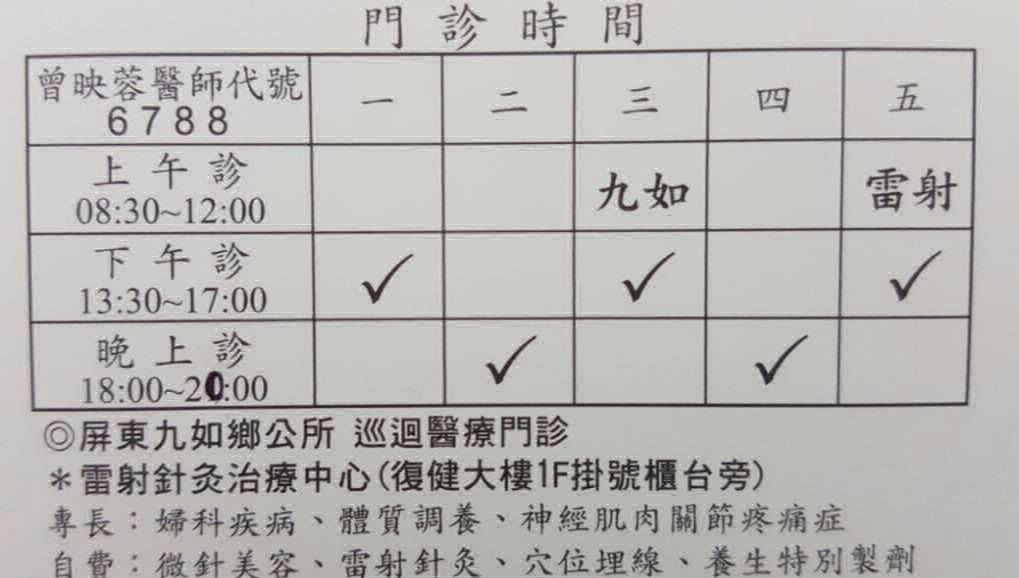 門診時間
曾映蓉醫師代號 一 二 三 四 五
6788
上午診 九如 雷射
08:30~12:00
下午診 ✓ ✓ ✓
13:30~17:00
晚上診 ✓ ✓
18:00~20:00
◎屏東九如鄉公所 巡迴醫療門診
＊雷射針灸治療中心(復健大樓1F掛號櫃台旁)
專長：婦科疾病、體質調養、神經肌肉關節疼痛症
自費：微針美容、雷射針灸、穴位埋線、養生特別製劑